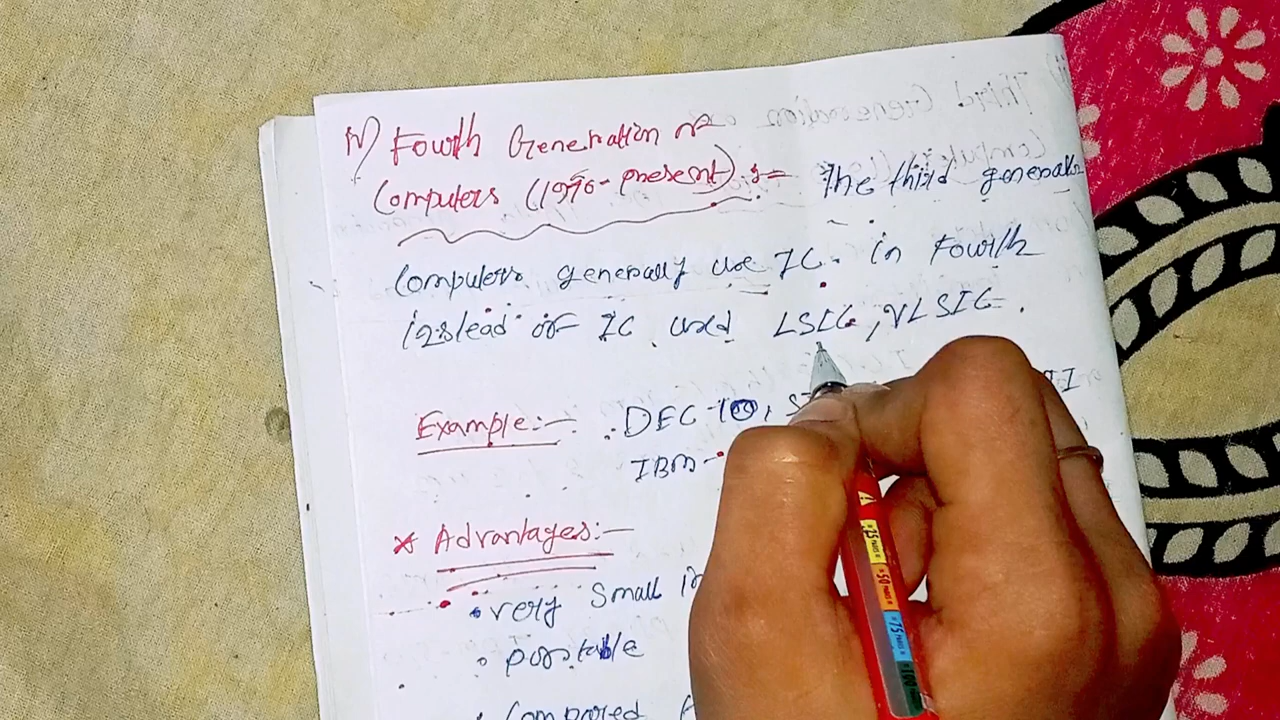 IV) Fourth Generation of
Computers (1970-present) :- The third generation
Computers generally use IC. in Fourth
instead of IC used LSIC, VLSIC.
Example:- DEC-10,
IBM-
* Advantages:-
• very Small in
• portable
• Compared